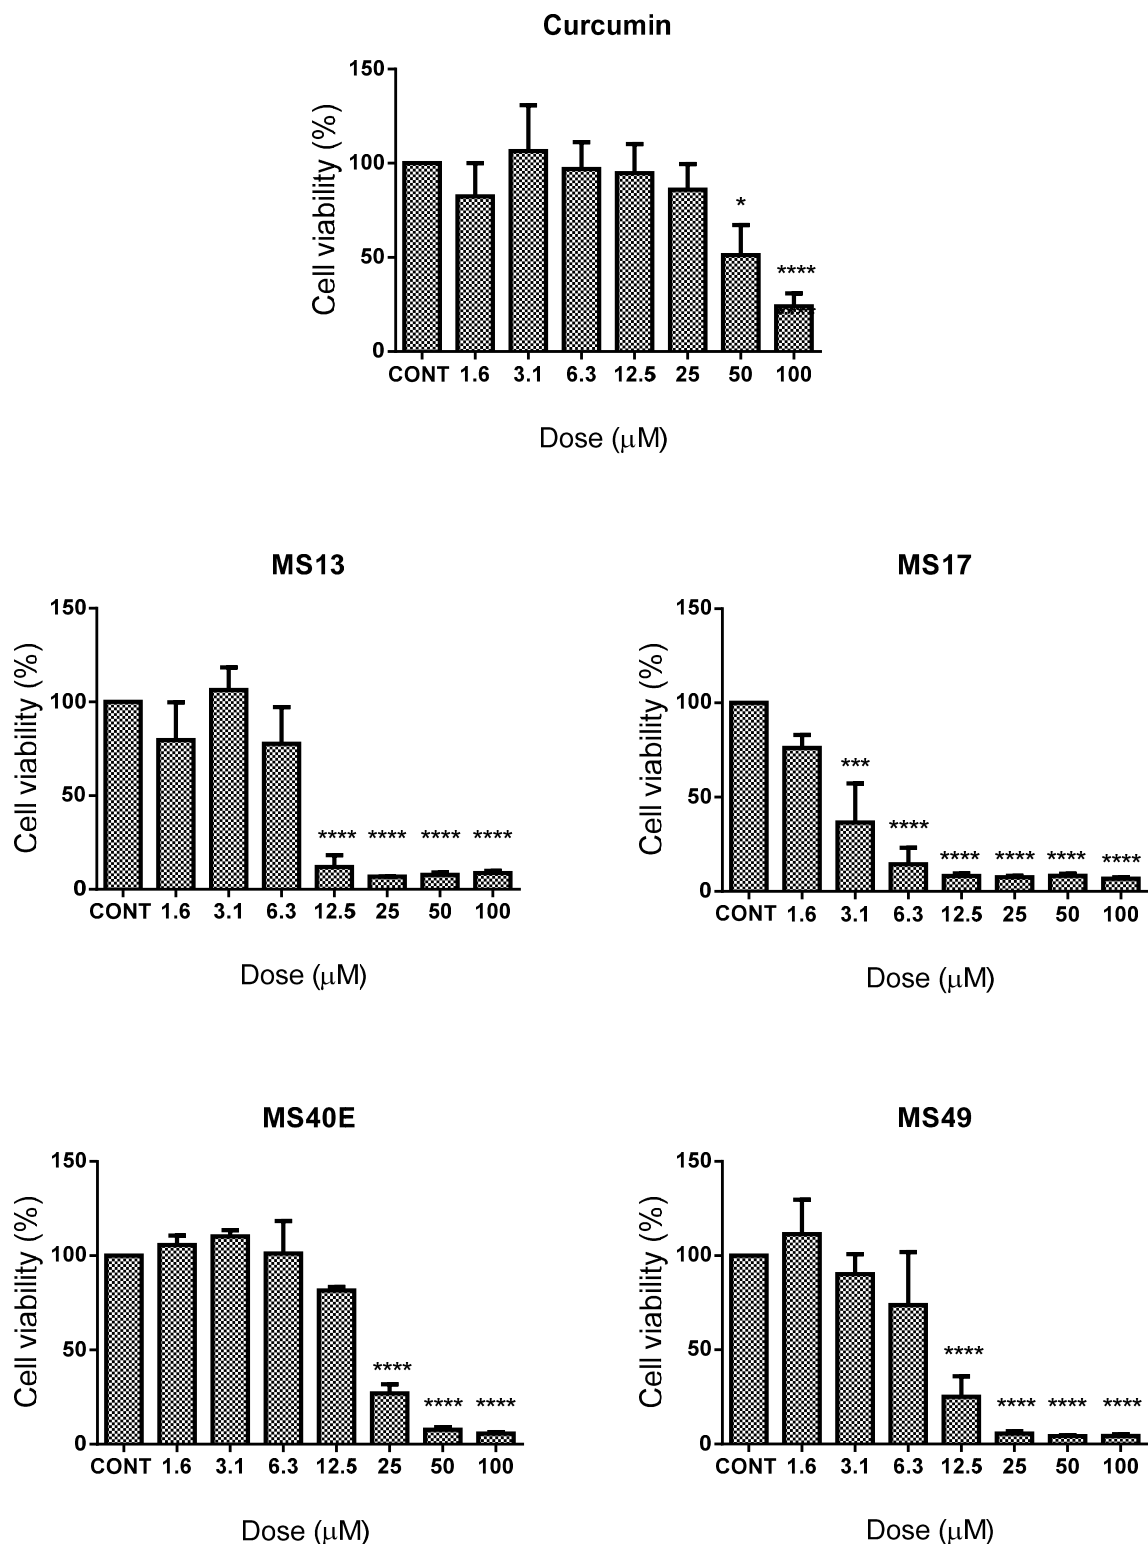 Curcumin
Cell viability (%)
150
100
50
0
*
****
****
CONT 1.6 3.1 6.3 12.5 25 50 100
Dose (μM)
MS13
Cell viability (%)
150
100
50
0
**** **** **** ****
CONT 1.6 3.1 6.3 12.5 25 50 100
Dose (μM)
MS17
Cell viability (%)
150
100
50
0
***
****
**** **** **** ****
CONT 1.6 3.1 6.3 12.5 25 50 100
Dose (μM)
MS40E
Cell viability (%)
150
100
50
0
****
**** ****
CONT 1.6 3.1 6.3 12.5 25 50 100
Dose (μM)
MS49
Cell viability (%)
150
100
50
0
****
**** **** ****
CONT 1.6 3.1 6.3 12.5 25 50 100
Dose (μM)